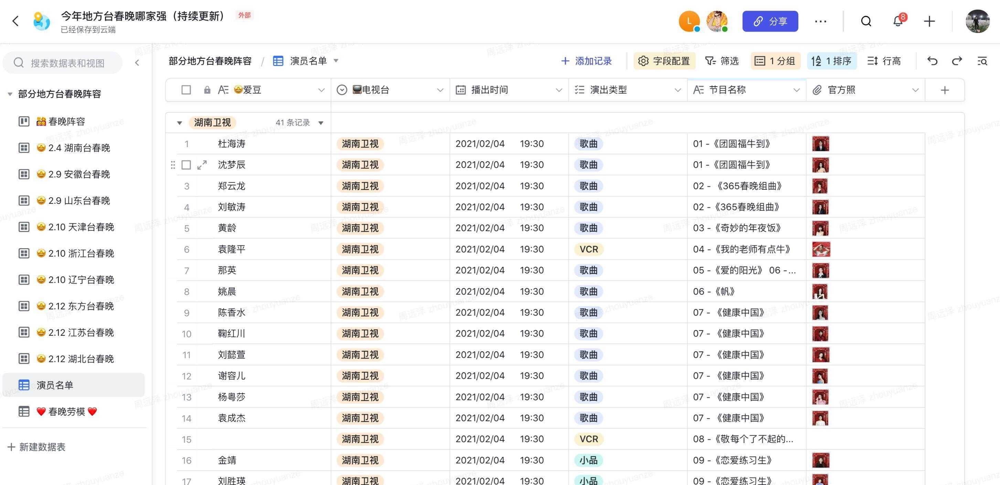 今年地方台春晚哪家强（持续更新） 外部
已经保存到云端
L
分享
8
搜索数据表和视图
部分地方台春晚阵容
春晚阵容
2.4 湖南台春晚
2.9 安徽台春晚
2.9 山东台春晚
2.10 天津台春晚
2.10 浙江台春晚
2.10 辽宁台春晚
2.12 东方台春晚
2.12 江苏台春晚
2.12 湖北台春晚
演员名单
春晚劳模
新建数据表
部分地方台春晚阵容 / 演员名单
添加记录 字段配置 筛选 1 分组 1 排序 行高
爱豆 电视台 播出时间 演出类型 节目名称 官方照
湖南卫视 41 条记录
1 杜海涛 湖南卫视 2021/02/04 19:30 歌曲 01 -《团圆福牛到》
沈梦辰 湖南卫视 2021/02/04 19:30 歌曲 01 -《团圆福牛到》
3 郑云龙 湖南卫视 2021/02/04 19:30 歌曲 02 - 《365春晚组曲》
4 刘敏涛 湖南卫视 2021/02/04 19:30 歌曲 02 -《365春晚组曲》
5 黄龄 湖南卫视 2021/02/04 19:30 歌曲 03 -《奇妙的年夜饭》
6 袁隆平 湖南卫视 2021/02/04 19:30 VCR 04 -《我的老师有点牛》
7 那英 湖南卫视 2021/02/04 19:30 歌曲 05 -《爱的阳光》 06 -...
8 姚晨 湖南卫视 2021/02/04 19:30 歌曲 06 -《帆》
9 陈香水 湖南卫视 2021/02/04 19:30 歌曲 07 - 《健康中国》
10 鞠红川 湖南卫视 2021/02/04 19:30 歌曲 07 - 《健康中国》
11 刘懿萱 湖南卫视 2021/02/04 19:30 歌曲 07 - 《健康中国》
12 谢容儿 湖南卫视 2021/02/04 19:30 歌曲 07 - 《健康中国》
13 杨粤莎 湖南卫视 2021/02/04 19:30 歌曲 07 - 《健康中国》
14 袁成杰 湖南卫视 2021/02/04 19:30 歌曲 07 - 《健康中国》
15 湖南卫视 2021/02/04 19:30 VCR 08 -《敬每个了不起的...
16 金靖 湖南卫视 2021/02/04 19:30 小品 09 -《恋爱练习生》
17 刘胜瑛 湖南卫视 2021/02/04 19:30 小品 09 -《恋爱练习生》
周远泽 zhouyuanze